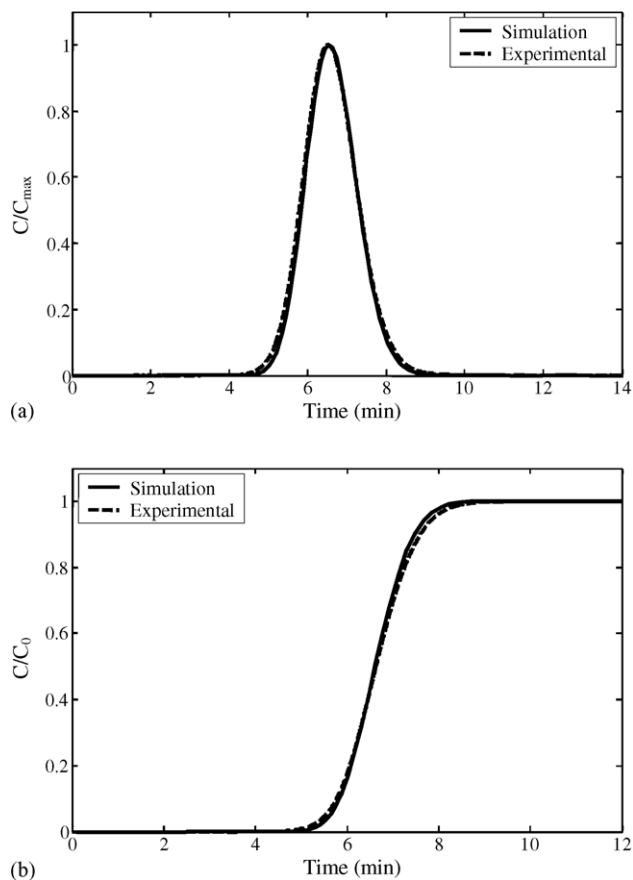 Simulation
Experimental
1
0.8
0.6
0.4
0.2
0
C/Cmax
0 2 4 6 8 10 12 14
Time (min)
(a)
Simulation
Experimental
1
0.8
0.6
0.4
0.2
0
C/C0
0 2 4 6 8 10 12
Time (min)
(b)